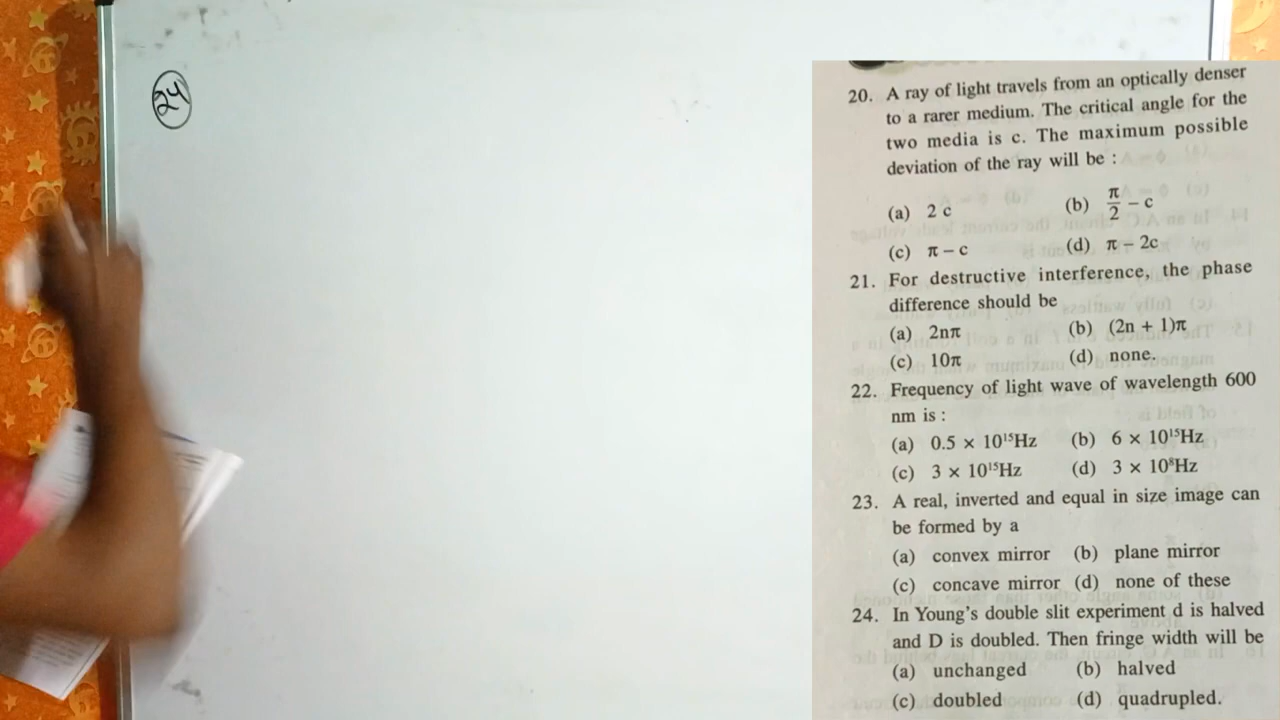 24
20. A ray of light travels from an optically denser
to a rarer medium. The critical angle for the
two media is c. The maximum possible
deviation of the ray will be :
(a) 2 c (b) π/2 – c
(c) π – c (d) π – 2c
21. For destructive interference, the phase
difference should be
(a) 2nπ (b) (2n + 1)π
(c) 10π (d) none.
22. Frequency of light wave of wavelength 600
nm is :
(a) 0.5 × 10¹⁵Hz (b) 6 × 10¹⁵Hz
(c) 3 × 10¹⁵Hz (d) 3 × 10⁸Hz
23. A real, inverted and equal in size image can
be formed by a
(a) convex mirror (b) plane mirror
(c) concave mirror (d) none of these
24. In Young's double slit experiment d is halved
and D is doubled. Then fringe width will be
(a) unchanged (b) halved
(c) doubled (d) quadrupled.